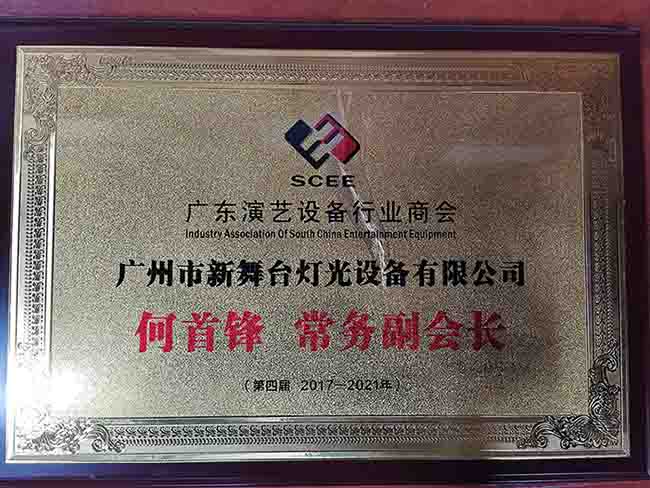 SCEE
广东演艺设备行业商会
Industry Association Of South China Entertainment Equipment
广州市新舞台灯光设备有限公司
何首锋 常务副会长
(第四届 2017—2021年)